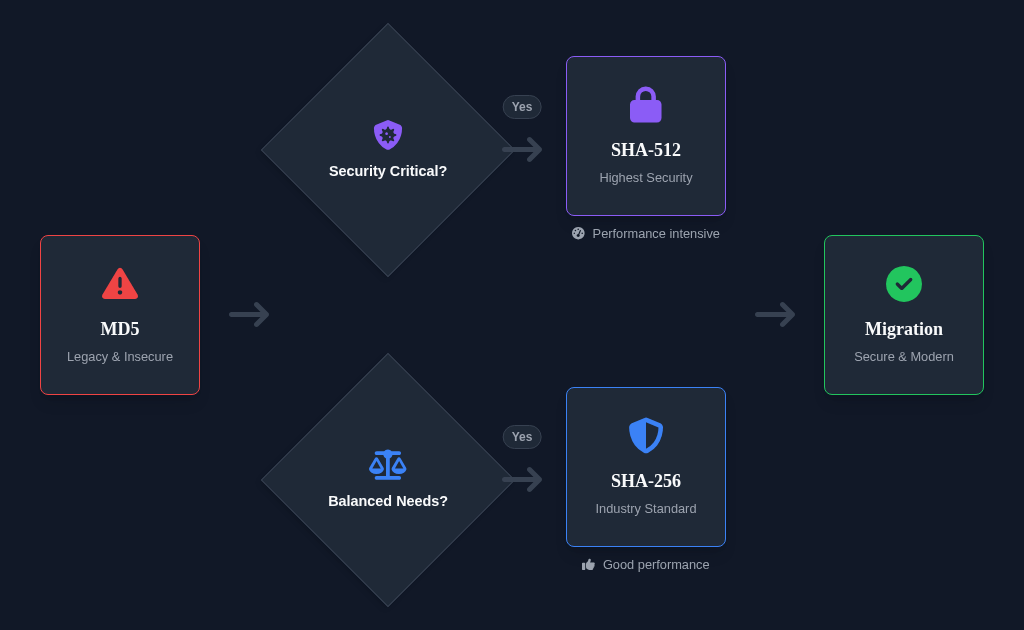 MD5
Legacy & Insecure
Security Critical?
Yes
SHA-512
Highest Security
Performance intensive
Balanced Needs?
Yes
SHA-256
Industry Standard
Good performance
Migration
Secure & Modern